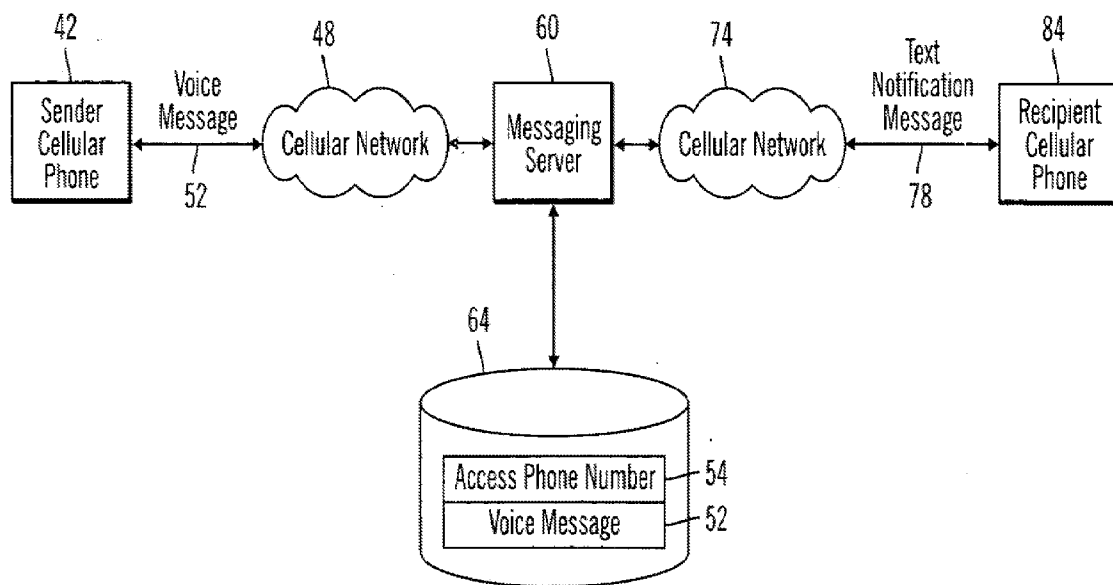 42
48
60
74
84
Sender
Cellular
Phone
Voice
Message
52
Cellular Network
Messaging
Server
Cellular Network
Text
Notification
Message
78
Recipient
Cellular
Phone
64
Access Phone Number
54
Voice Message
52